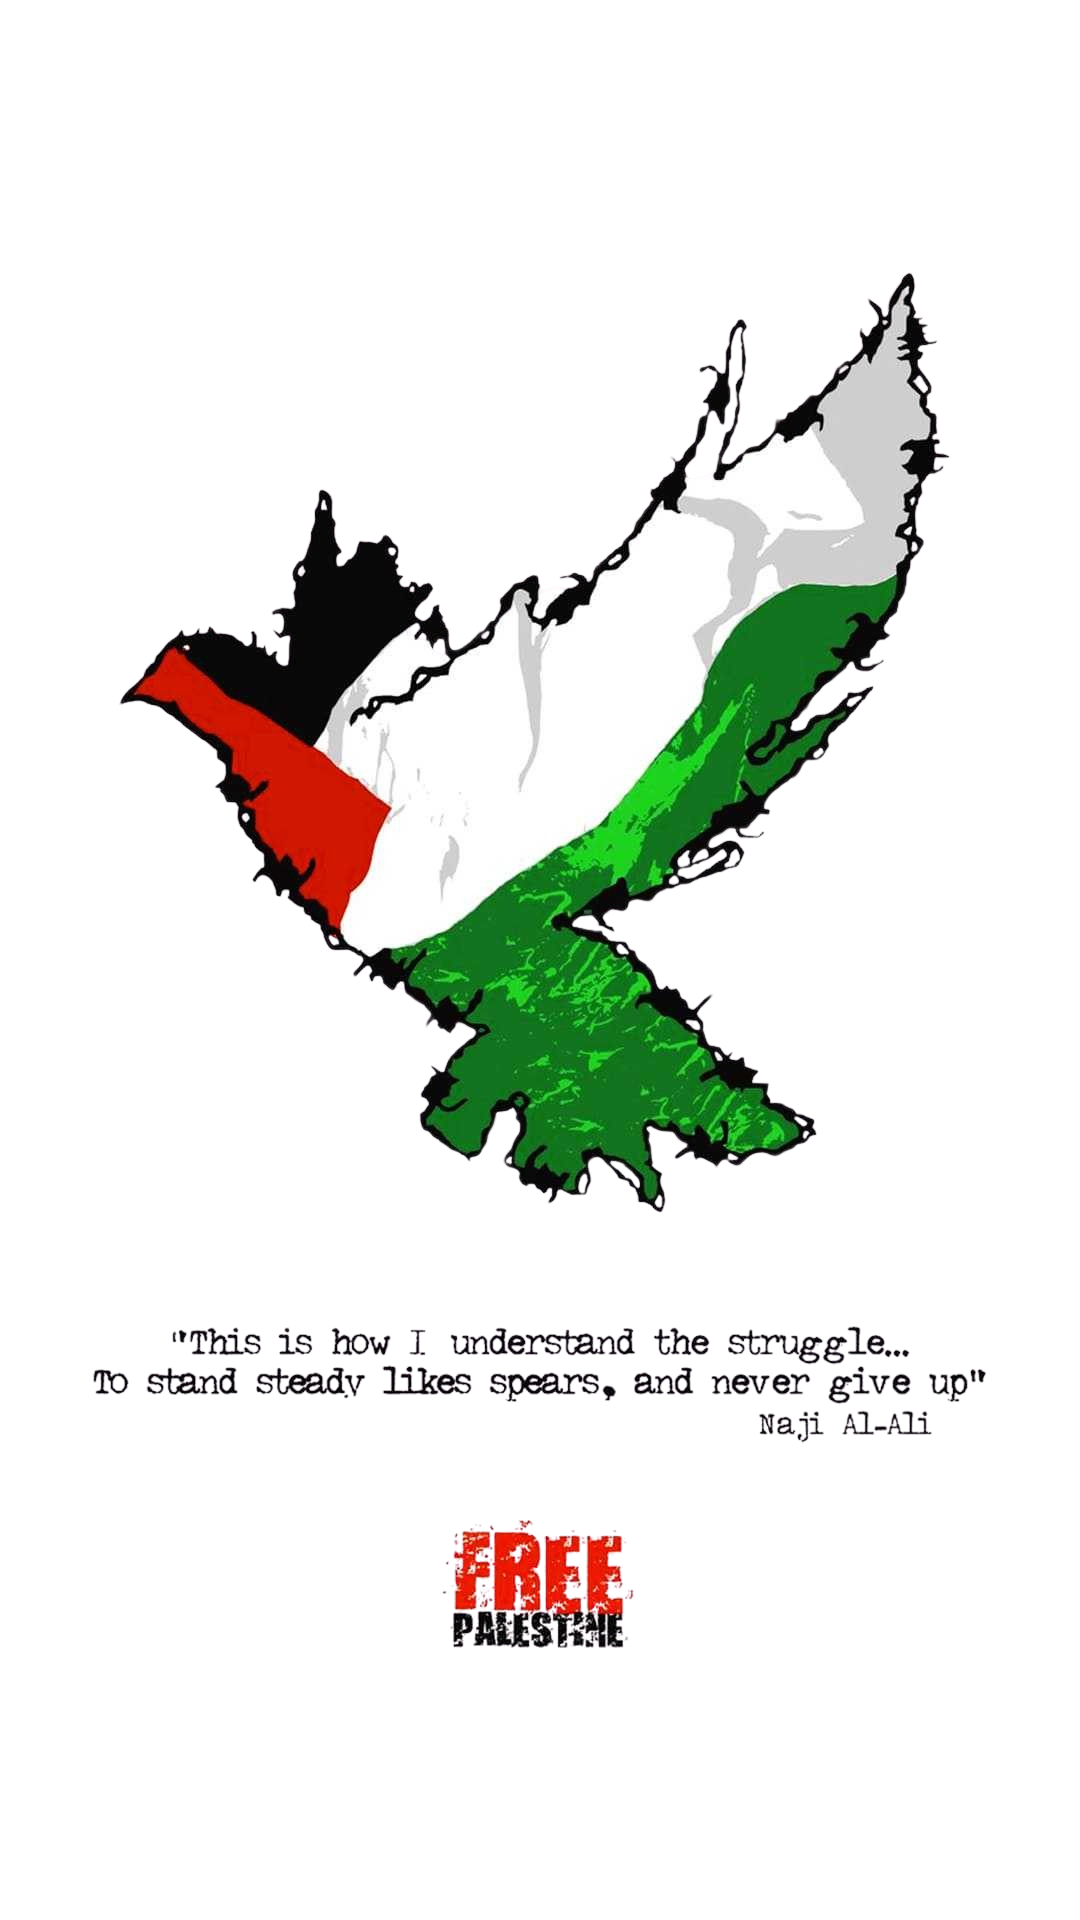 "This is how I understand the struggle...
To stand steady likes spears, and never give up"
Naji Al-Ali
FREE
PALESTINE